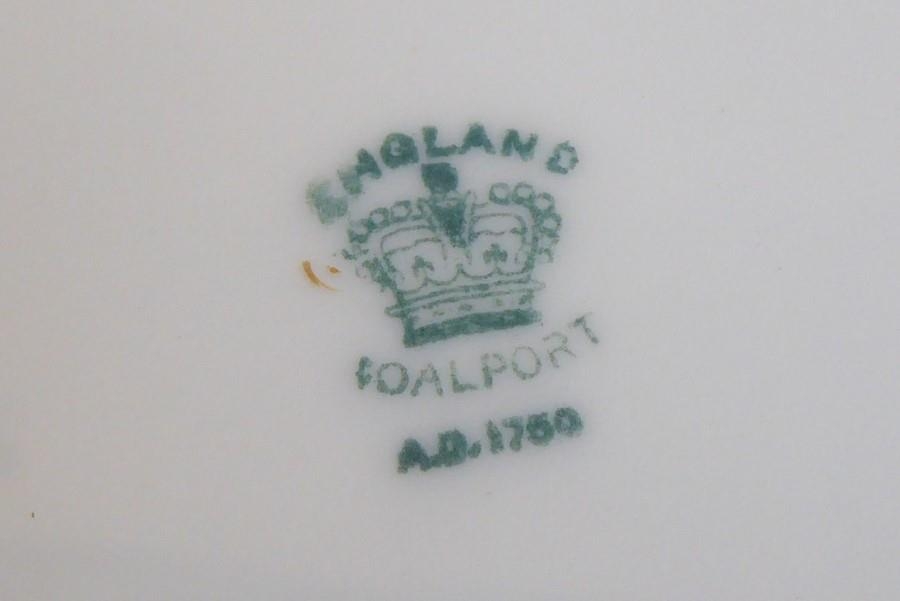 ENGLAND
COALPORT
A.D. 1750